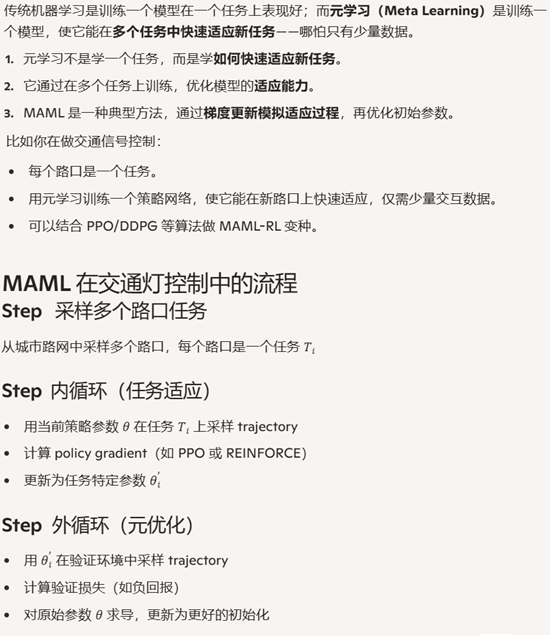 传统机器学习是训练一个模型在一个任务上表现好；而元学习（Meta Learning）是训练一
个模型，使它能在多个任务中快速适应新任务——哪怕只有少量数据。
1. 元学习不是学一个任务，而是学如何快速适应新任务。
2. 它通过在多个任务上训练，优化模型的适应能力。
3. MAML 是一种典型方法，通过梯度更新模拟适应过程，再优化初始参数。
比如你在做交通信号控制：
• 每个路口是一个任务。
• 用元学习训练一个策略网络，使它能在新路口上快速适应，仅需少量交互数据。
• 可以结合 PPO/DDPG 等算法做 MAML-RL 变种。
MAML 在交通灯控制中的流程
Step 采样多个路口任务
从城市路网中采样多个路口，每个路口是一个任务 Tᵢ
Step 内循环（任务适应）
• 用当前策略参数 θ 在任务 Tᵢ 上采样 trajectory
• 计算 policy gradient（如 PPO 或 REINFORCE）
• 更新为任务特定参数 θᵢ′
Step 外循环（元优化）
• 用 θᵢ′ 在验证环境中采样 trajectory
• 计算验证损失（如负回报）
• 对原始参数 θ 求导，更新为更好的初始化